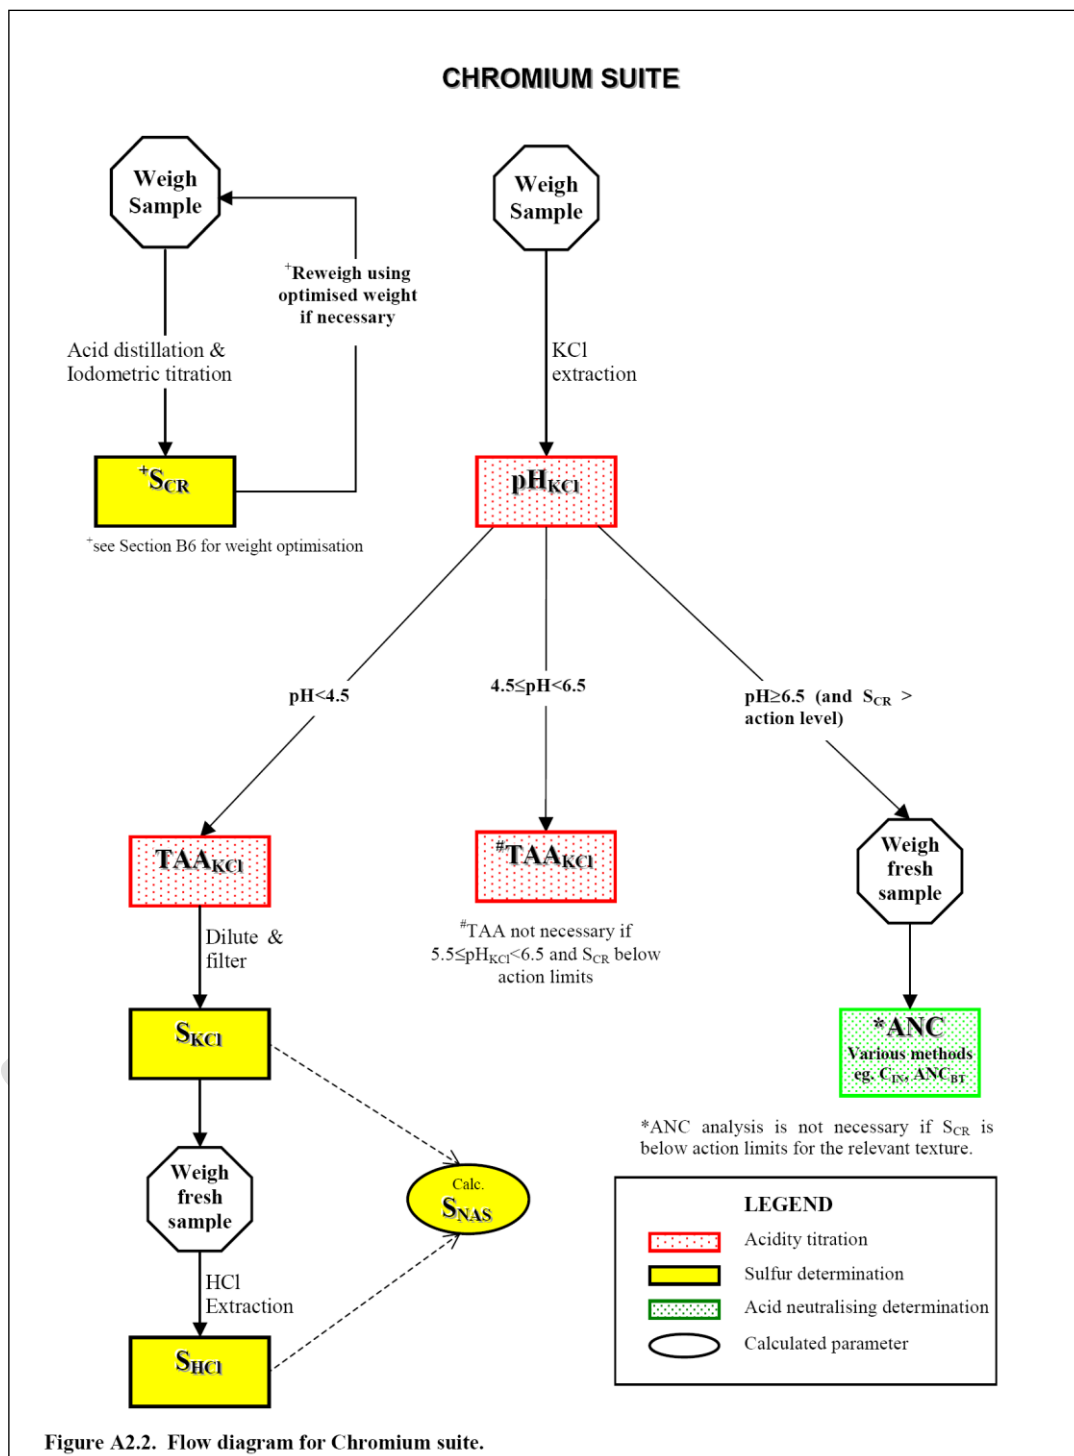 CHROMIUM SUITE
Weigh
Sample
Weigh
Sample
+Reweigh using
optimised weight
if necessary
Acid distillation &
Iodometric titration
KCl
extraction
+SCR
pHKCl
+see Section B6 for weight optimisation
pH<4.5
4.5≤pH<6.5
pH≥6.5 (and SCR >
action level)
TAAKCl
#TAAKCl
Weigh
fresh
sample
Dilute &
filter
#TAA not necessary if
5.5≤pHKCl<6.5 and SCR below
action limits
SKCl
*ANC
Various methods
eg. CIN, ANCBT
*ANC analysis is not necessary if SCR is
below action limits for the relevant texture.
Weigh
fresh
sample
Calc.
SNAS
HCl
Extraction
SHCl
LEGEND
Acidity titration
Sulfur determination
Acid neutralising determination
Calculated parameter
Figure A2.2. Flow diagram for Chromium suite.